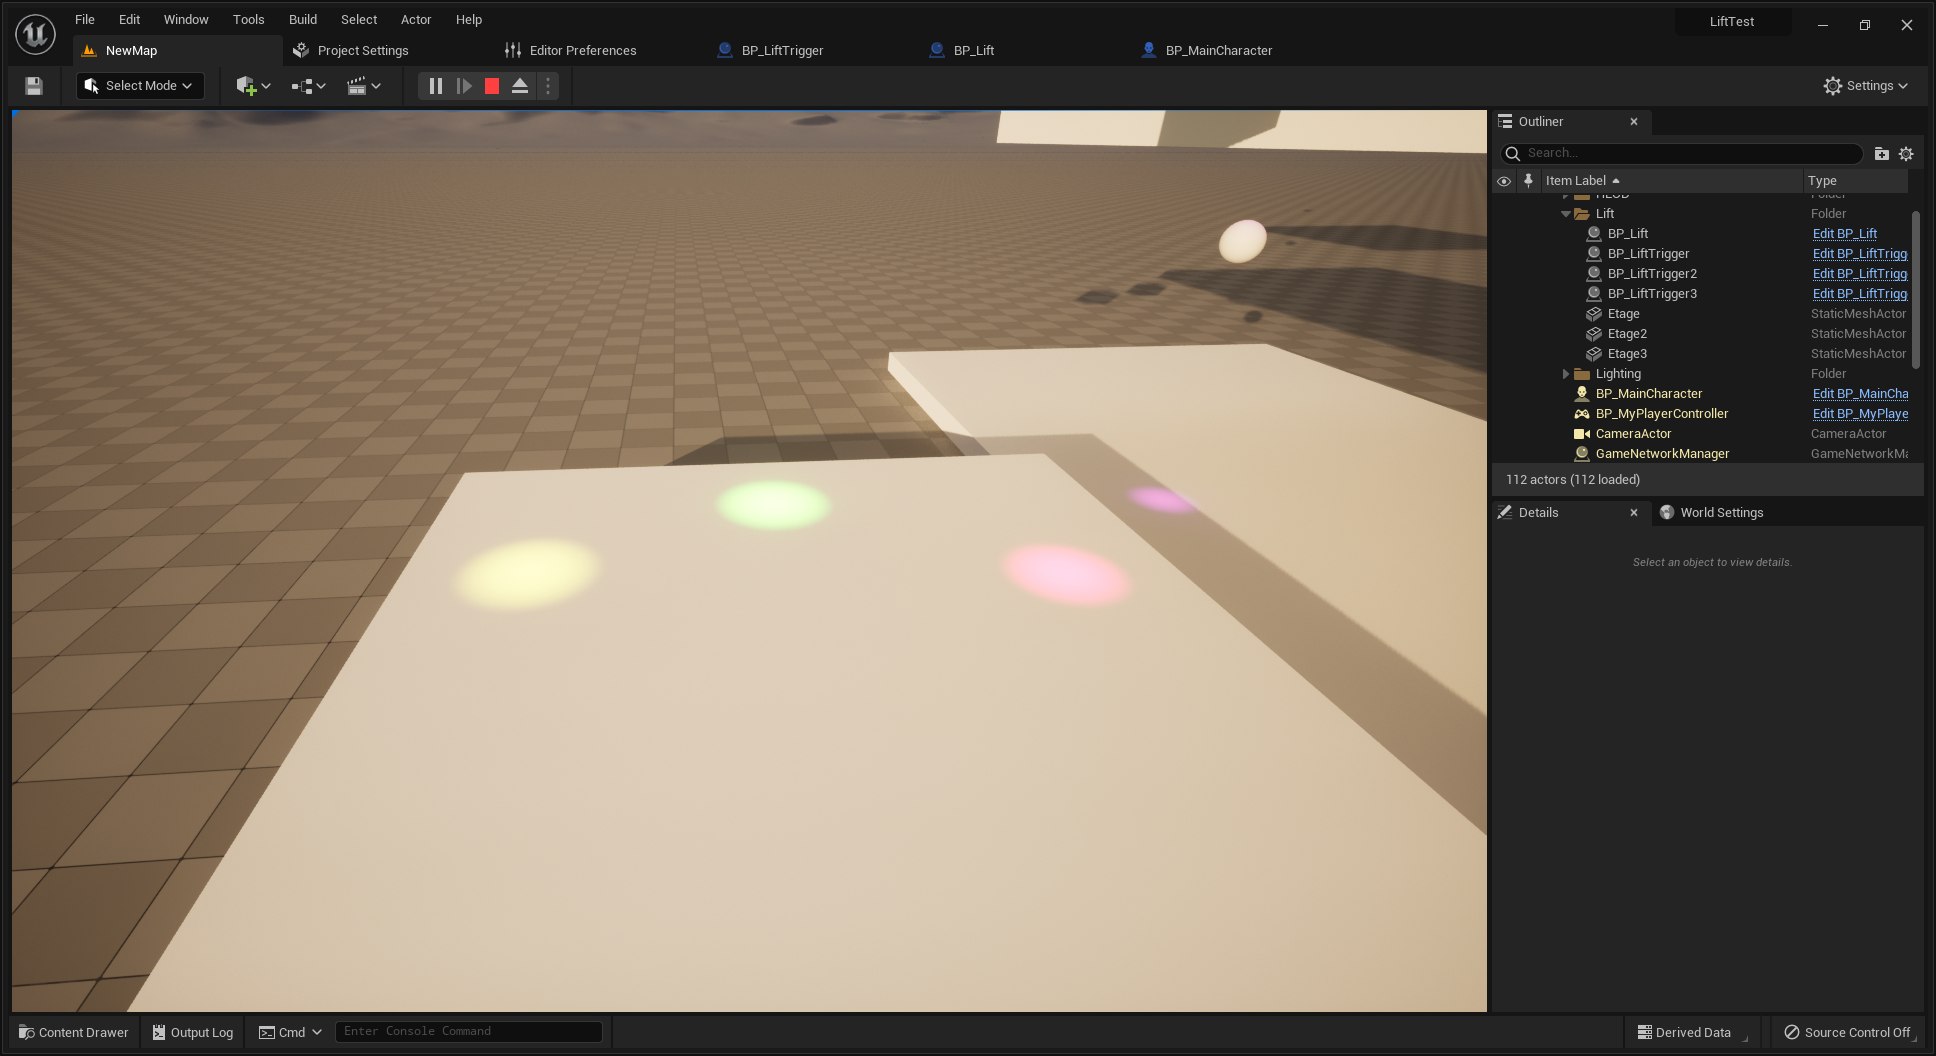 File Edit Window Tools Build Select Actor Help
LiftTest
NewMap
Project Settings
Editor Preferences
BP_LiftTrigger
BP_Lift
BP_MainCharacter
Select Mode
Settings
Outliner
Search...
Item Label Type
HLOD Folder
Lift Folder
BP_Lift Edit BP_Lift
BP_LiftTrigger Edit BP_LiftTrigg
BP_LiftTrigger2 Edit BP_LiftTrigg
BP_LiftTrigger3 Edit BP_LiftTrigg
Etage StaticMeshActor
Etage2 StaticMeshActor
Etage3 StaticMeshActor
Lighting Folder
BP_MainCharacter Edit BP_MainCha
BP_MyPlayerController Edit BP_MyPlaye
CameraActor CameraActor
GameNetworkManager GameNetworkMa
112 actors (112 loaded)
Details
World Settings
Select an object to view details.
Content Drawer
Output Log
Cmd
Enter Console Command
Derived Data
Source Control Off